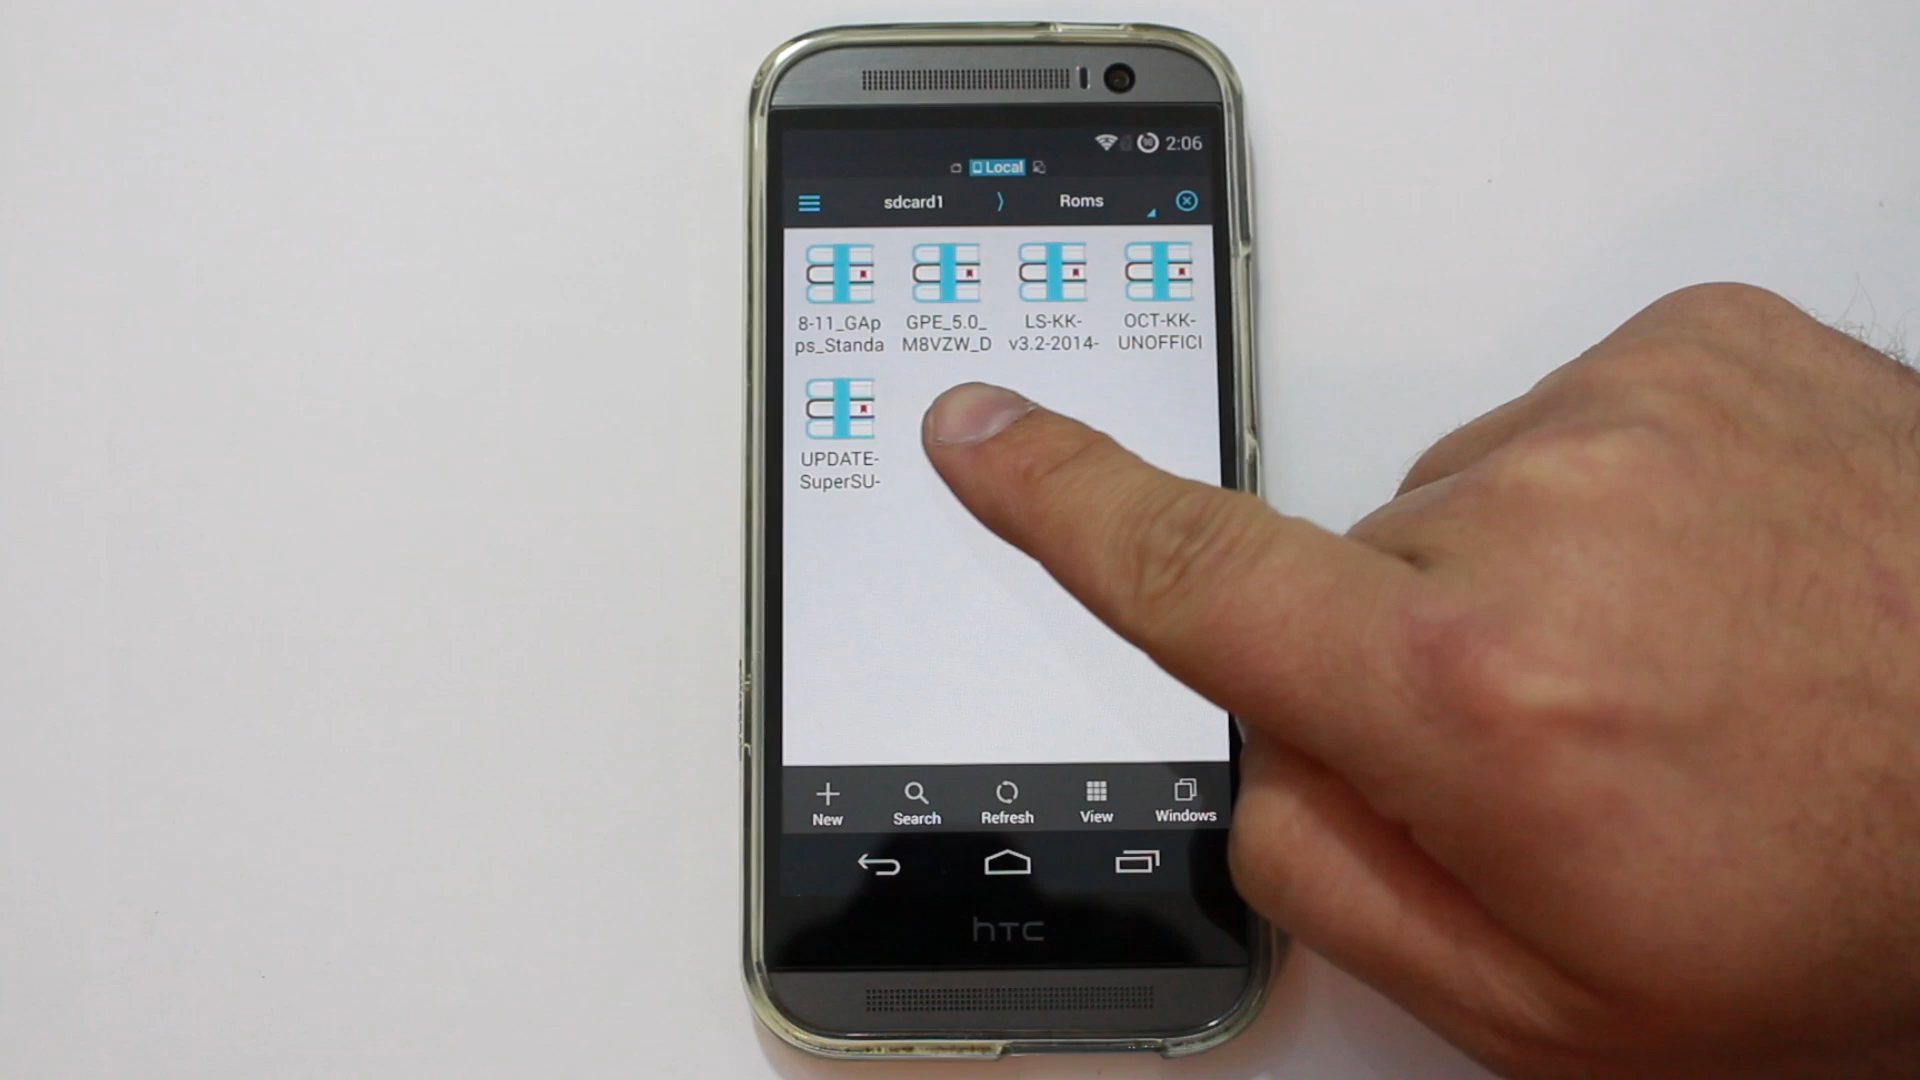 2:06
Local
sdcard1 Roms
8-11_GAp
ps_Standa
GPE_5.0_
M8VZW_D
LS-KK-
v3.2-2014-
OCT-KK-
UNOFFICI
UPDATE-
SuperSU-
New Search Refresh View Windows
hTC